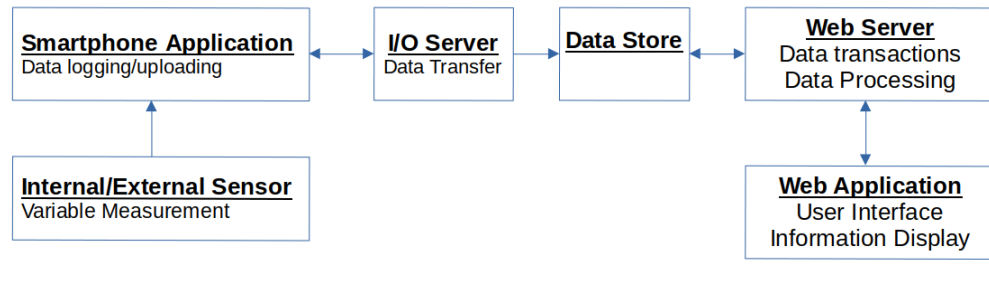 Smartphone Application
Data logging/uploading
I/O Server
Data Transfer
Data Store
Web Server
Data transactions
Data Processing
Internal/External Sensor
Variable Measurement
Web Application
User Interface
Information Display